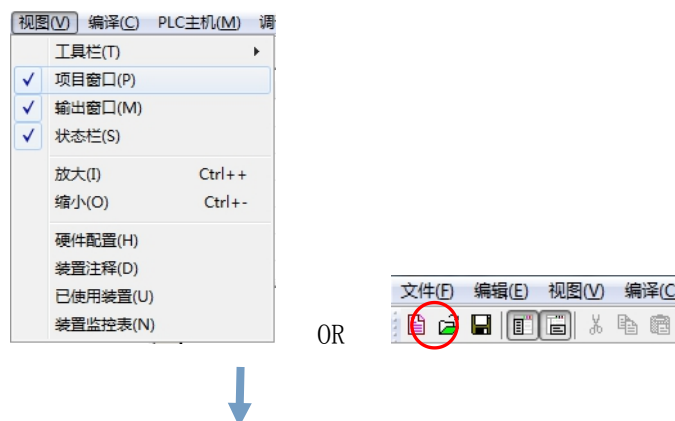 视图(V) 编译(C) PLC主机(M) 调
工具栏(T)
项目窗口(P)
输出窗口(M)
状态栏(S)
放大(I) Ctrl++
缩小(O) Ctrl+-
硬件配置(H)
装置注释(D)
已使用装置(U)
装置监控表(N)
OR
文件(F) 编辑(E) 视图(V) 编译(C